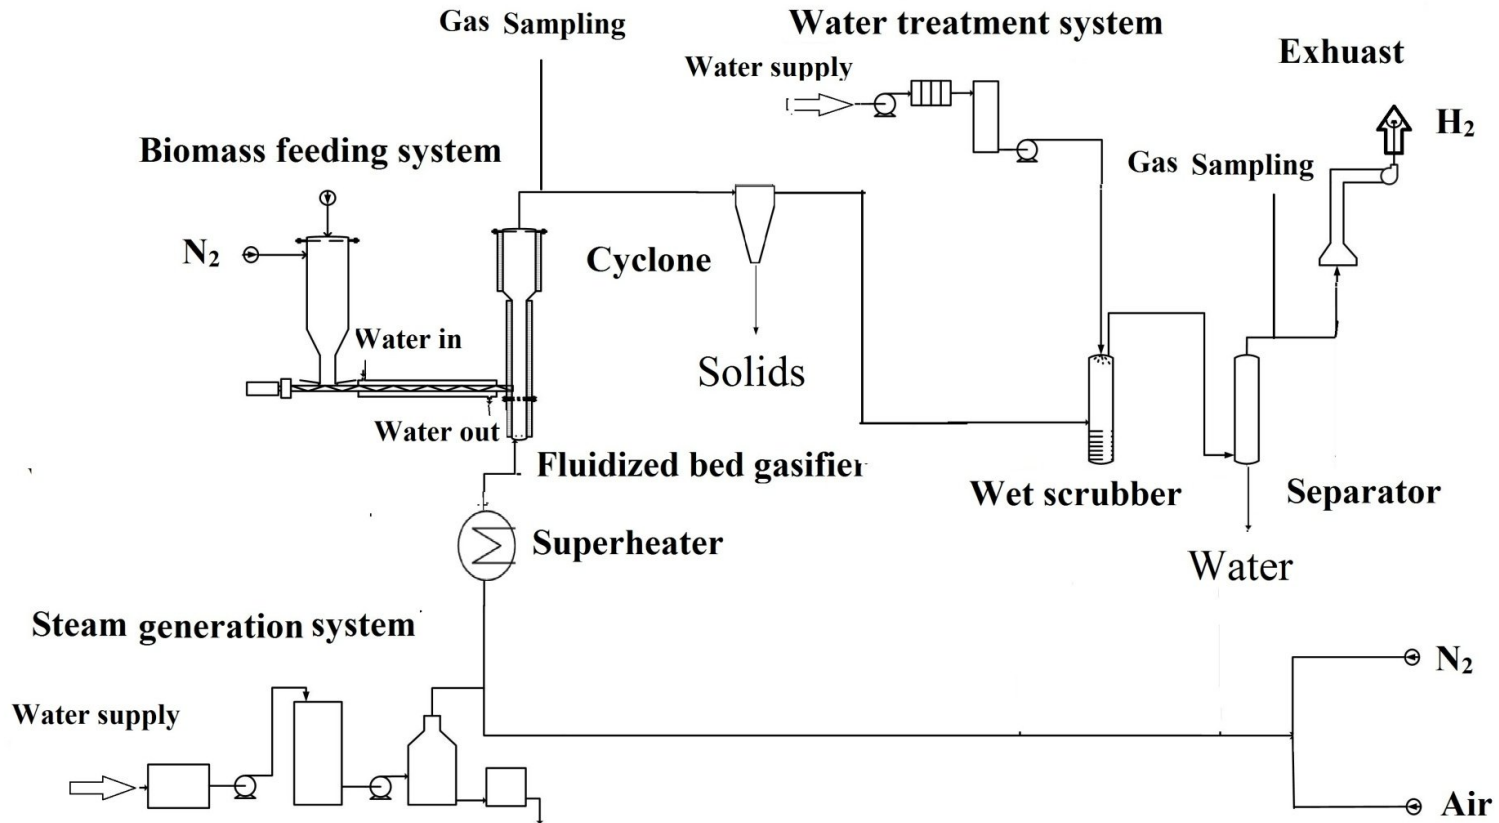 Gas Sampling
Water treatment system
Exhuast
Water supply
H₂
Biomass feeding system
Gas Sampling
N₂
Cyclone
Water in
Solids
Water out
Fluidized bed gasifier
Wet scrubber
Separator
Superheater
Water
Steam generation system
N₂
Water supply
Air